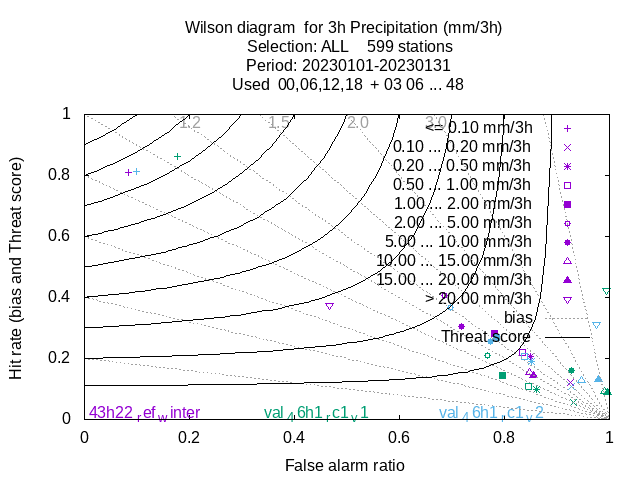 Wilson diagram for 3h Precipitation (mm/3h)
Selection: ALL 599 stations
Period: 20230101-20230131
Used 00,06,12,18 + 03 06 ... 48
1.2 1.5 2.0 3.0
<= 0.10 mm/3h
0.10 ... 0.20 mm/3h
0.20 ... 0.50 mm/3h
0.50 ... 1.00 mm/3h
1.00 ... 2.00 mm/3h
2.00 ... 5.00 mm/3h
5.00 ... 10.00 mm/3h
10.00 ... 15.00 mm/3h
15.00 ... 20.00 mm/3h
> 20.00 mm/3h
bias
Threat score
Hit rate (bias and Threat score)
1
0.8
0.6
0.4
0.2
0
43h22_ref_winter val_46h1_rc1_v1 val_46h1_rc1_v2
0 0.2 0.4 0.6 0.8 1
False alarm ratio